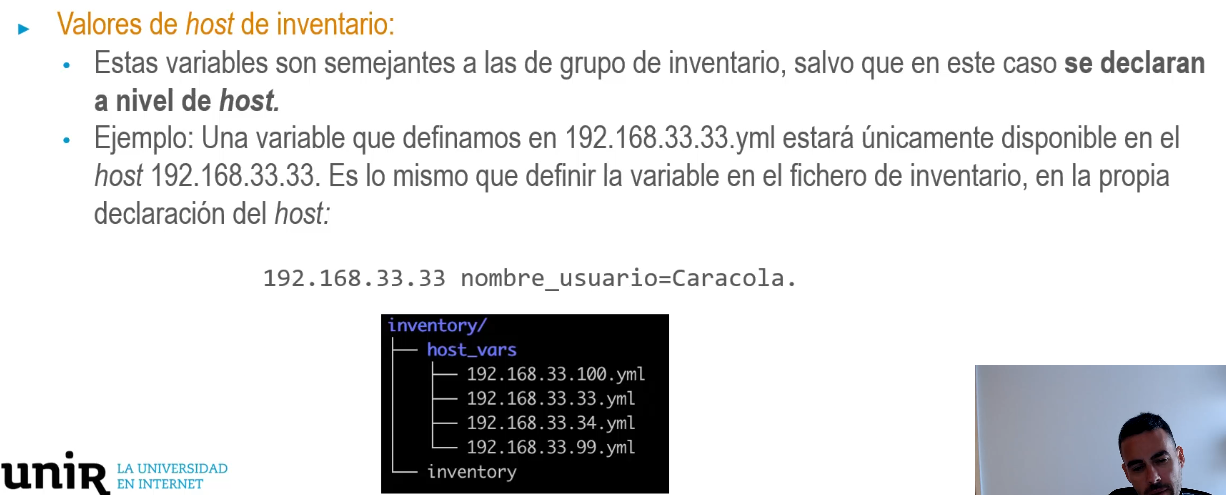 Valores de host de inventario:
Estas variables son semejantes a las de grupo de inventario, salvo que en este caso se declaran
a nivel de host.
Ejemplo: Una variable que definamos en 192.168.33.33.yml estará únicamente disponible en el
host 192.168.33.33. Es lo mismo que definir la variable en el fichero de inventario, en la propia
declaración del host:
192.168.33.33 nombre_usuario=Caracola.
inventory/
host_vars
192.168.33.100.yml
192.168.33.33.yml
192.168.33.34.yml
192.168.33.99.yml
inventory
unir LA UNIVERSIDAD
EN INTERNET